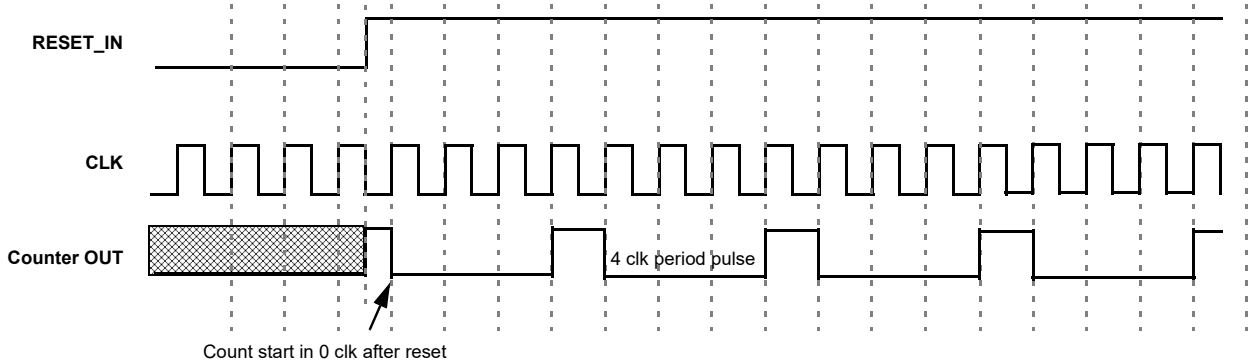 RESET_IN
CLK
Counter OUT
4 clk period pulse
Count start in 0 clk after reset